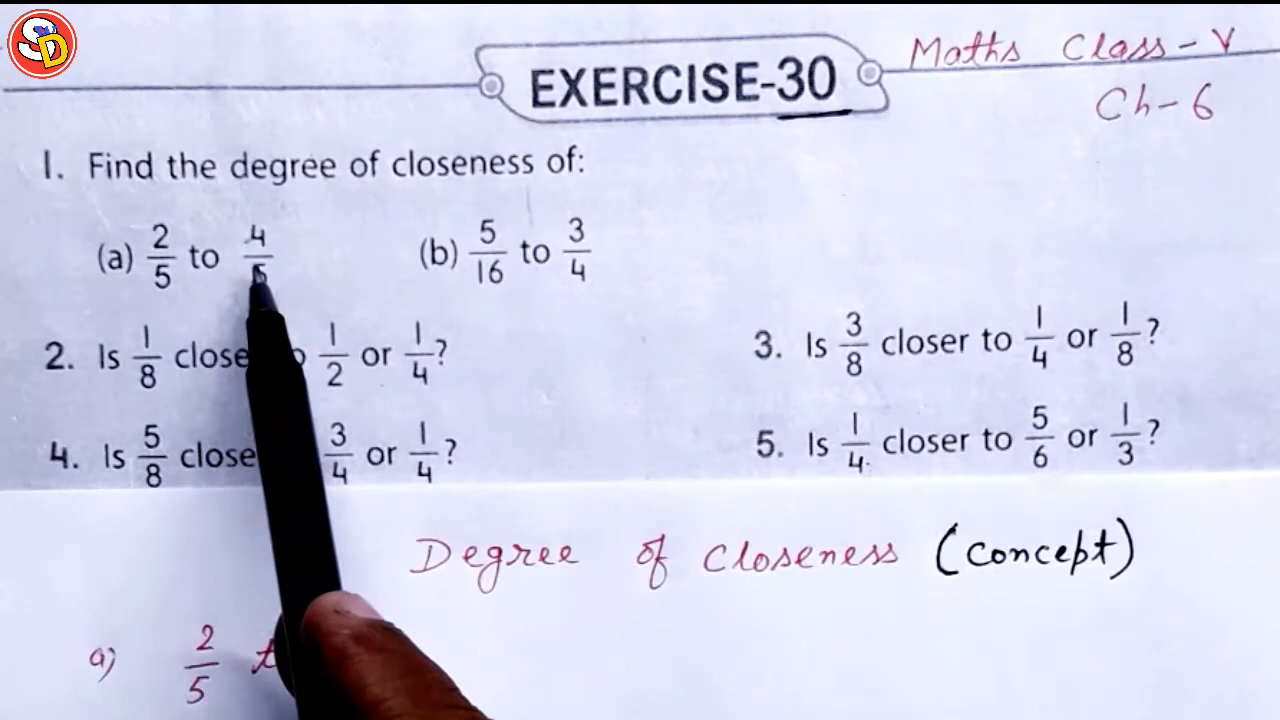 SD
EXERCISE-30
Maths Class-V
Ch-6
1. Find the degree of closeness of:
(a) 2/5 to 4/5 (b) 5/16 to 3/4
2. Is 1/8 close 1/2 or 1/4?
3. Is 3/8 closer to 1/4 or 1/8?
4. Is 5/8 close 3/4 or 1/4?
5. Is 1/4 closer to 5/6 or 1/3?
Degree of Closeness (concept)
a) 2/5 t